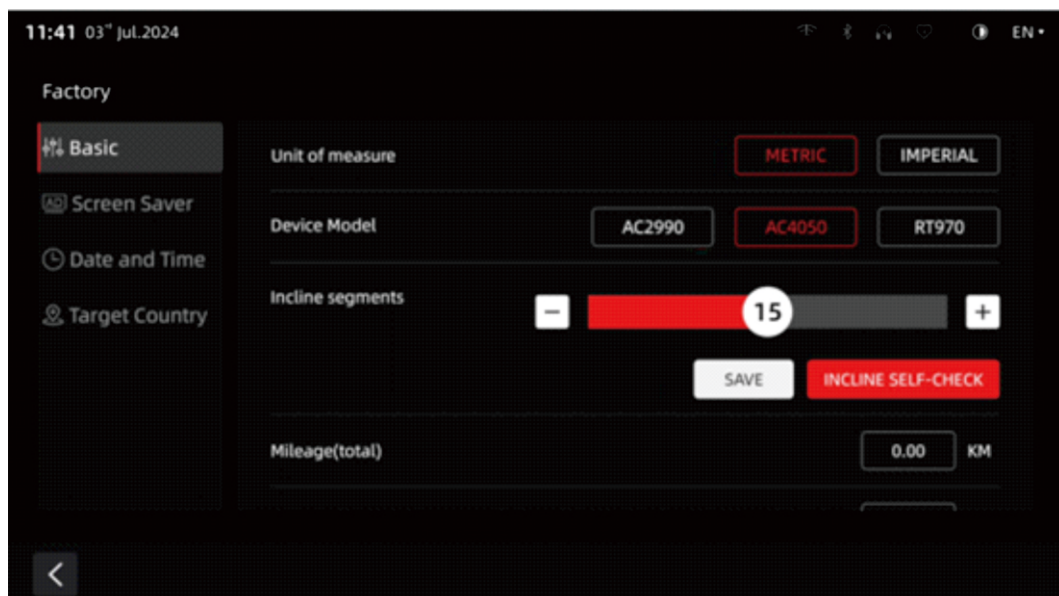 11:41 03rd Jul.2024
EN
Factory
Basic
Screen Saver
Date and Time
Target Country
Unit of measure
METRIC
IMPERIAL
Device Model
AC2990
AC4050
RT970
Incline segments
−
15
+
SAVE
INCLINE SELF-CHECK
Mileage(total)
0.00
KM